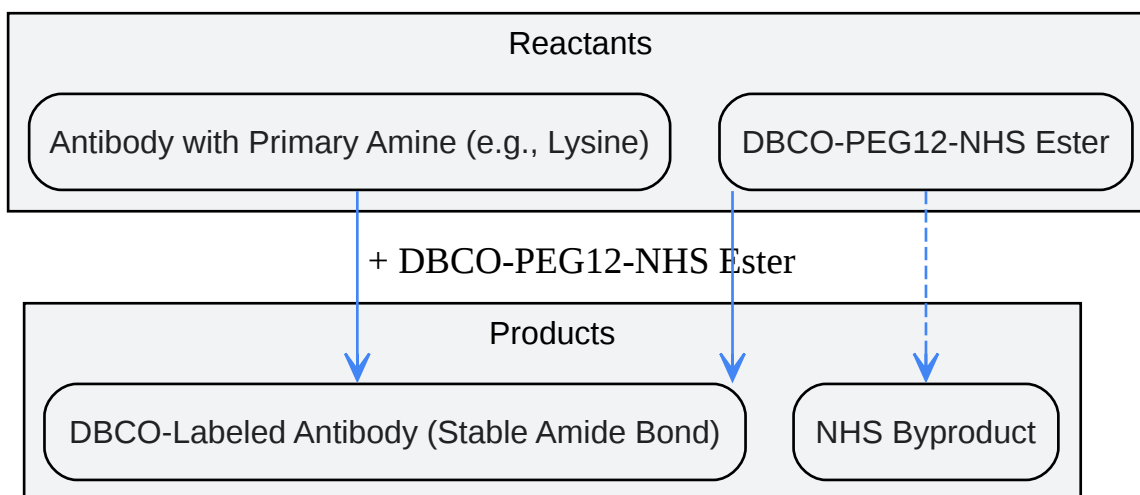 Reactants
Antibody with Primary Amine (e.g., Lysine)
DBCO-PEG12-NHS Ester
+ DBCO-PEG12-NHS Ester
Products
DBCO-Labeled Antibody (Stable Amide Bond)
NHS Byproduct